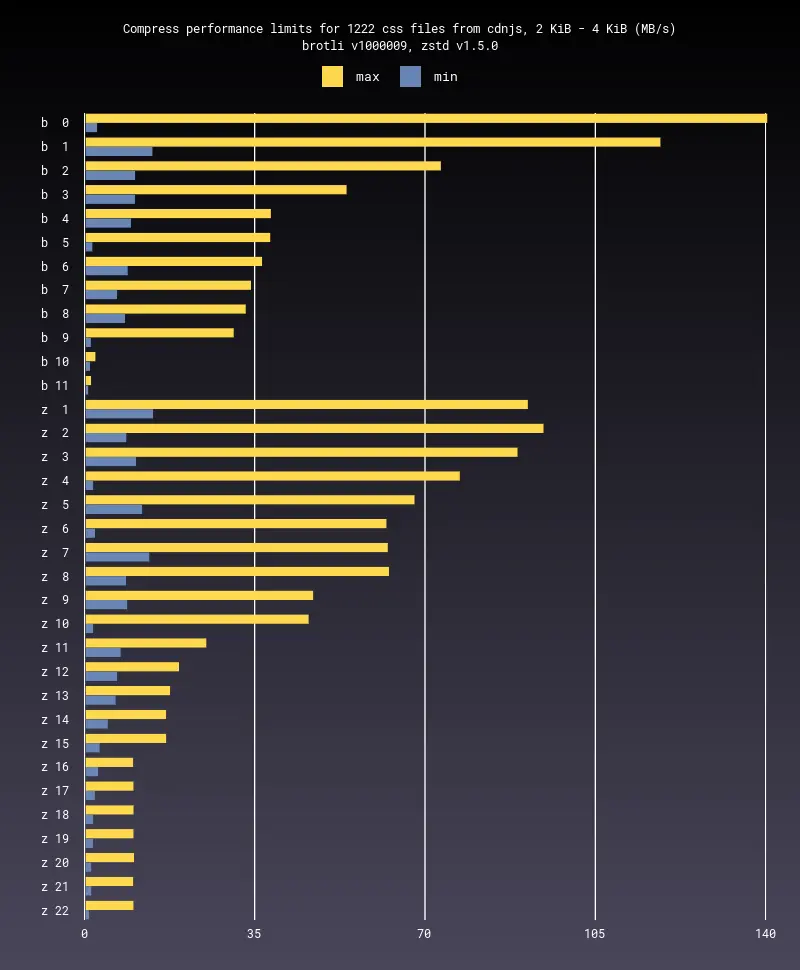 Compress performance limits for 1222 css files from cdnjs, 2 KiB - 4 KiB (MB/s)
brotli v1000009, zstd v1.5.0
max min
b 0
b 1
b 2
b 3
b 4
b 5
b 6
b 7
b 8
b 9
b 10
b 11
z 1
z 2
z 3
z 4
z 5
z 6
z 7
z 8
z 9
z 10
z 11
z 12
z 13
z 14
z 15
z 16
z 17
z 18
z 19
z 20
z 21
z 22
0 35 70 105 140